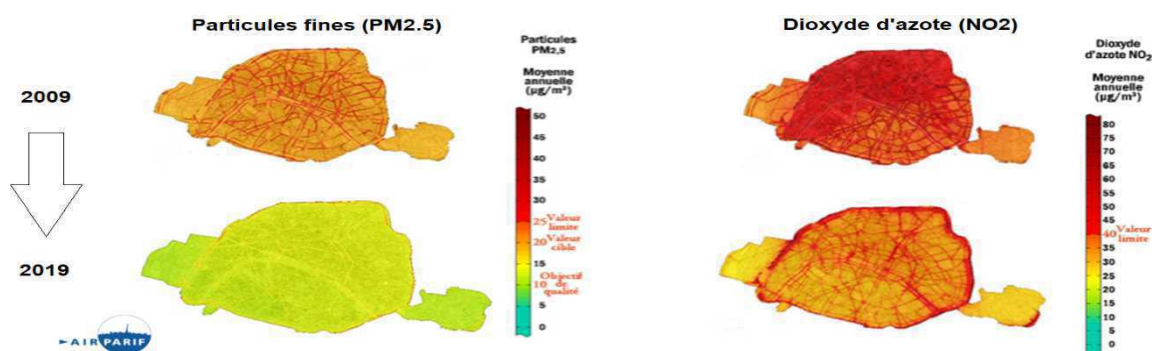 Particules fines (PM2.5)
Dioxyde d'azote (NO2)
2009
2019
Particules
PM2,5
Moyenne
annuelle
(µg/m³)
50
45
40
35
30
25 Valeur
limite
20 Valeur
cible
15
10 Objectif
de
qualité
5
0
Dioxyde
d'azote NO₂
Moyenne
annuelle
(µg/m³)
80
75
70
65
60
55
50
45
40 Valeur
limite
35
30
25
20
15
10
5
0
AIRPARIF